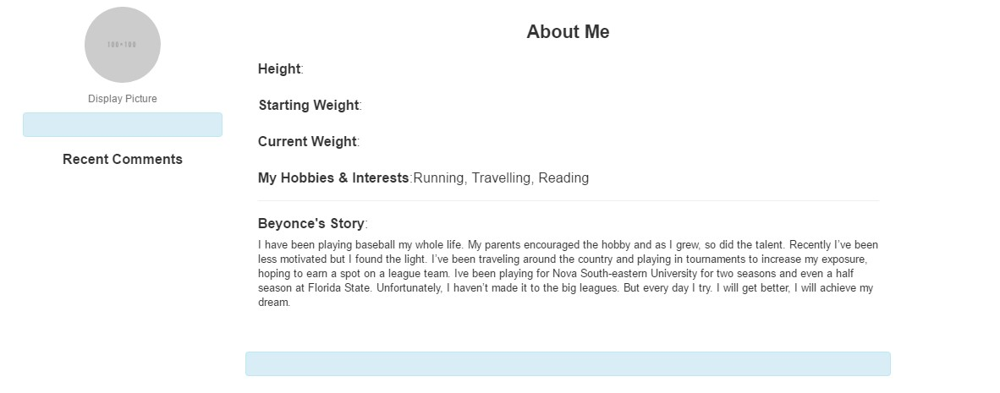 100×100
Display Picture
Recent Comments
About Me
Height:
Starting Weight:
Current Weight:
My Hobbies & Interests:Running, Travelling, Reading
Beyonce's Story:
I have been playing baseball my whole life. My parents encouraged the hobby and as I grew, so did the talent. Recently I’ve been
less motivated but I found the light. I’ve been traveling around the country and playing in tournaments to increase my exposure,
hoping to earn a spot on a league team. Ive been playing for Nova South-eastern University for two seasons and even a half
season at Florida State. Unfortunately, I haven’t made it to the big leagues. But every day I try. I will get better, I will achieve my
dream.